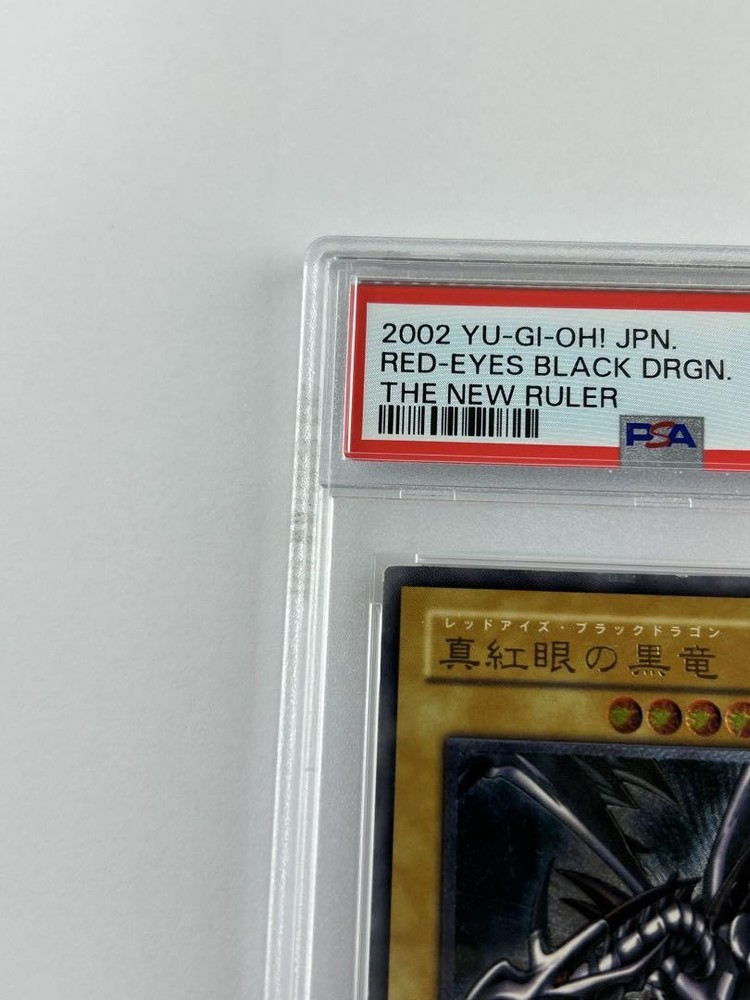 2002 YU-GI-OH! JPN.
RED-EYES BLACK DRGN.
THE NEW RULER
PSA
レッドアイズ・ブラックドラゴン
真紅眼の黒竜